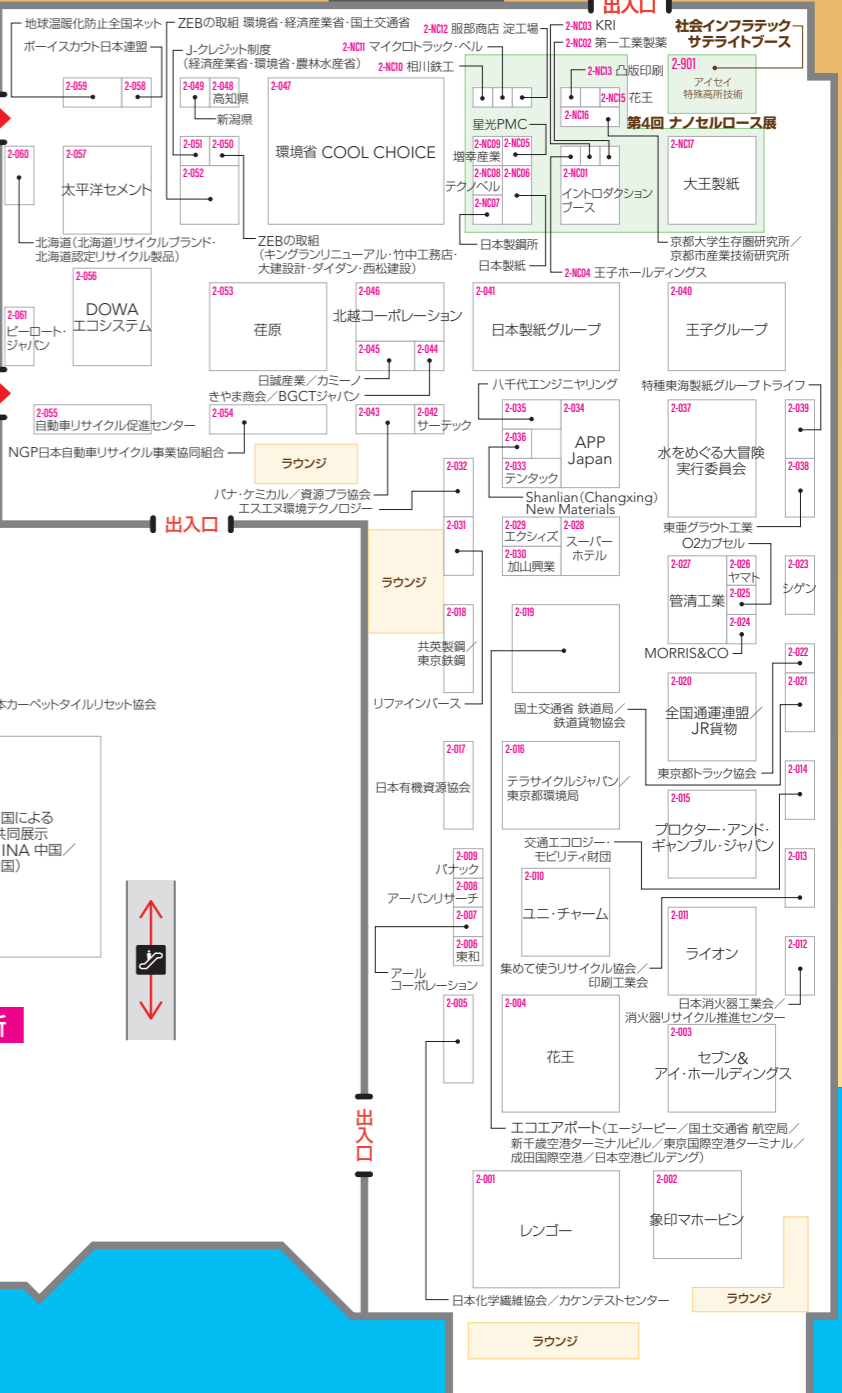 出入口
地球温暖化防止全国ネット
ボーイスカウト日本連盟
ZEBの取組 環境省・経済産業省・国土交通省
J-クレジット制度
(経済産業省・環境省・農林水産省)
2-NC12 服部商店 淀工場
2-NC11 マイクロトラック・ベル
2-NC10 相川鉄工
2-NC03 KRI
2-NC02 第一工業製薬
社会インフラテック
サテライトブース
2-901
アイセイ
特殊高所技術
2-NC13 凸版印刷
2-NC15 花王
2-NC16
第4回 ナノセルロース展
2-059
2-058
2-049
2-048
高知県
新潟県
2-047
環境省 COOL CHOICE
星光PMC
2-NC09
2-NC05
増幸産業
2-NC08
2-NC06
テクノベル
2-NC07
2-NC01
イントロダクション
ブース
2-NC17
大王製紙
2-060
2-057
太平洋セメント
2-051
2-050
2-052
北海道(北海道リサイクルブランド・
北海道認定リサイクル製品)
ZEBの取組
(キングランリニューアル・竹中工務店・
大建設計・ダイダン・西松建設)
日本製鋼所
日本製紙
京都大学生存圏研究所/
京都市産業技術研究所
2-NC04 王子ホールディングス
2-056
DOWA
エコシステム
2-053
荏原
2-046
北越コーポレーション
2-041
日本製紙グループ
2-040
王子グループ
2-061
ピーロート・
ジャパン
2-045
2-044
日誠産業/カミーノ
きやま商会/BGCTジャパン
八千代エンジニヤリング
特種東海製紙グループ トライフ
2-055
自動車リサイクル促進センター
2-054
2-043
2-042
サーテック
NGP日本自動車リサイクル事業協同組合
ラウンジ
パナ・ケミカル/資源プラ協会
エスエヌ環境テクノロジー
2-035
2-034
2-036
APP
Japan
2-033
テンタック
2-037
水をめぐる大冒険
実行委員会
2-039
2-038
2-032
Shanlian(Changxing)
New Materials
出入口
2-031
2-029
エクシィズ
2-028
スーパー
ホテル
2-030
加山興業
東亜グラウト工業
O2カプセル
ラウンジ
2-027
管清工業
2-026
ヤマト
2-025
2-024
2-023
シゲン
MORRIS&CO
2-018
共英製鋼/
東京鉄鋼
2-019
2-022
2-021
リファインバース
国土交通省 鉄道局/
鉄道貨物協会
2-020
全国通運連盟/
JR貨物
本カーペットタイルリセット協会
2-017
日本有機資源協会
2-016
テラサイクルジャパン/
東京都環境局
東京都トラック協会
2-014
2-015
プロクター・アンド・
ギャンブル・ジャパン
国による
共同展示
INA 中国/
国)
交通エコロジー・
モビリティ財団
2-013
2-009
パナック
2-008
アーバンリサーチ
2-007
2-006
東和
2-010
ユニ・チャーム
2-011
ライオン
2-012
アール
コーポレーション
集めて使うリサイクル協会/
印刷工業会
日本消火器工業会/
消火器リサイクル推進センター
2-005
2-004
花王
2-003
セブン&
アイ・ホールディングス
出入口
エコエアポート(エージーピー/国土交通省 航空局/
新千歳空港ターミナルビル/東京国際空港ターミナル/
成田国際空港/日本空港ビルデング)
2-001
レンゴー
2-002
象印マホービン
日本化学繊維協会/カケンテストセンター
ラウンジ
ラウンジ